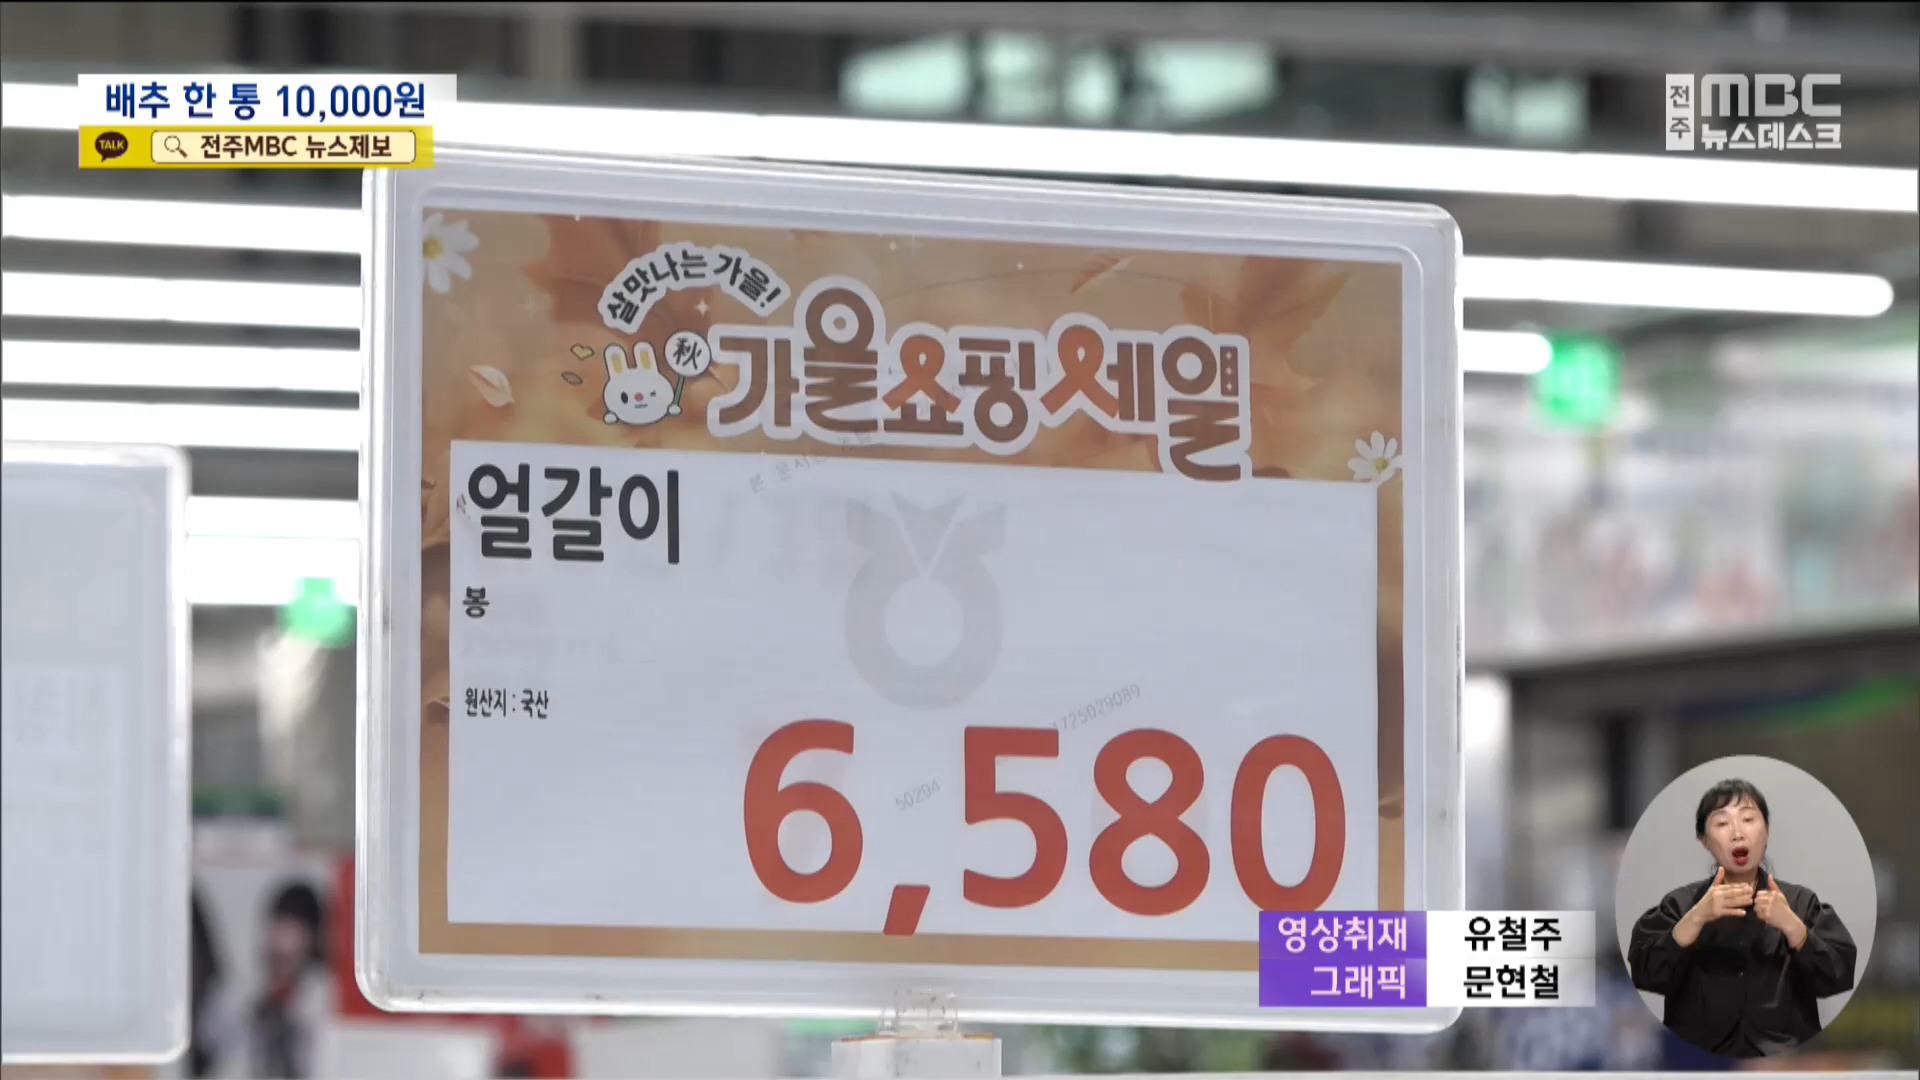 배추 한 통 10,000원
TALK
전주MBC 뉴스제보
전주
MBC
뉴스데스크
살맛나는 가을!
秋
가을쇼핑세일
얼갈이
봉
원산지 : 국산
1725029089
50294
6,580
영상취재 유철주
그래픽 문현철